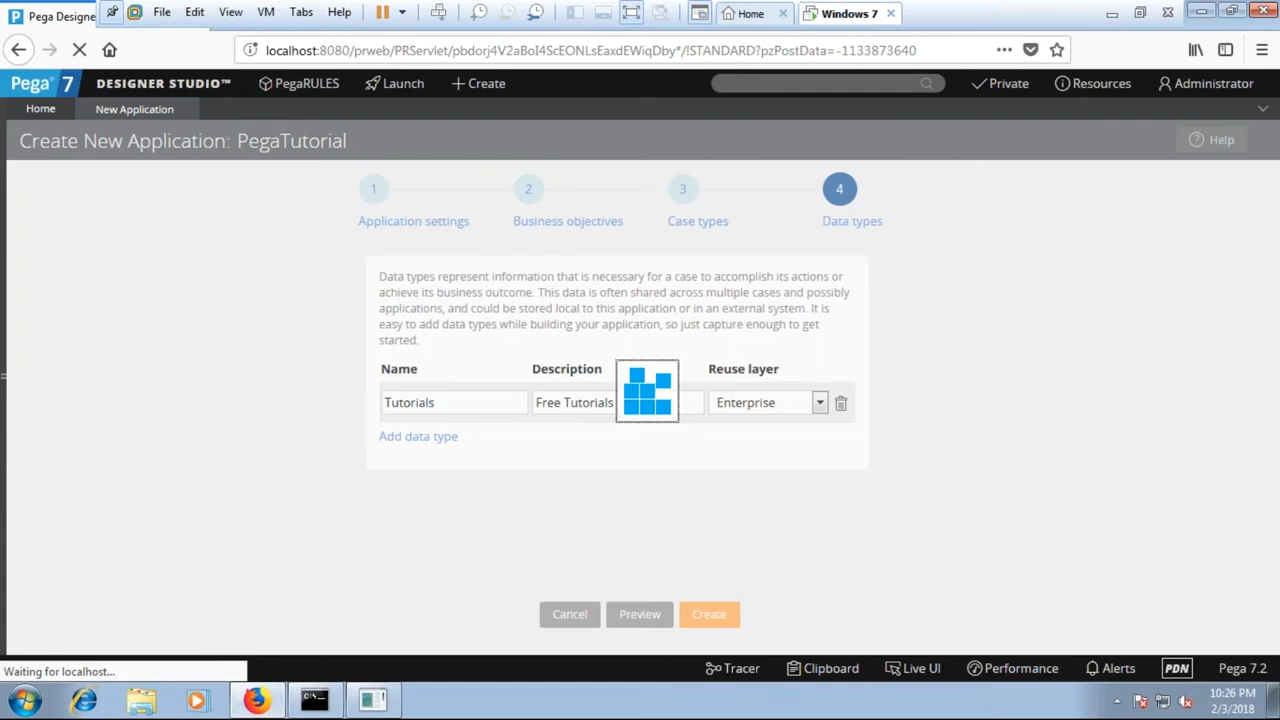 Pega Designe
File Edit View VM Tabs Help
Home
Windows 7
localhost:8080/prweb/PRServlet/pbdorj4V2aBoI4ScEONLsEaxdEWiqDby*/!STANDARD?pzPostData=-1133873640
Pega 7 DESIGNER STUDIO™ PegaRULES Launch Create Private Resources Administrator
Home New Application
Create New Application: PegaTutorial
Help
1 2 3 4
Application settings Business objectives Case types Data types
Data types represent information that is necessary for a case to accomplish its actions or
achieve its business outcome. This data is often shared across multiple cases and possibly
applications, and could be stored local to this application or in an external system. It is
easy to add data types while building your application, so just capture enough to get
started.
Name Description Reuse layer
Tutorials Free Tutorials Enterprise
Add data type
Cancel Preview Create
Waiting for localhost...
Tracer Clipboard Live UI Performance Alerts PDN Pega 7.2
10:26 PM
2/3/2018